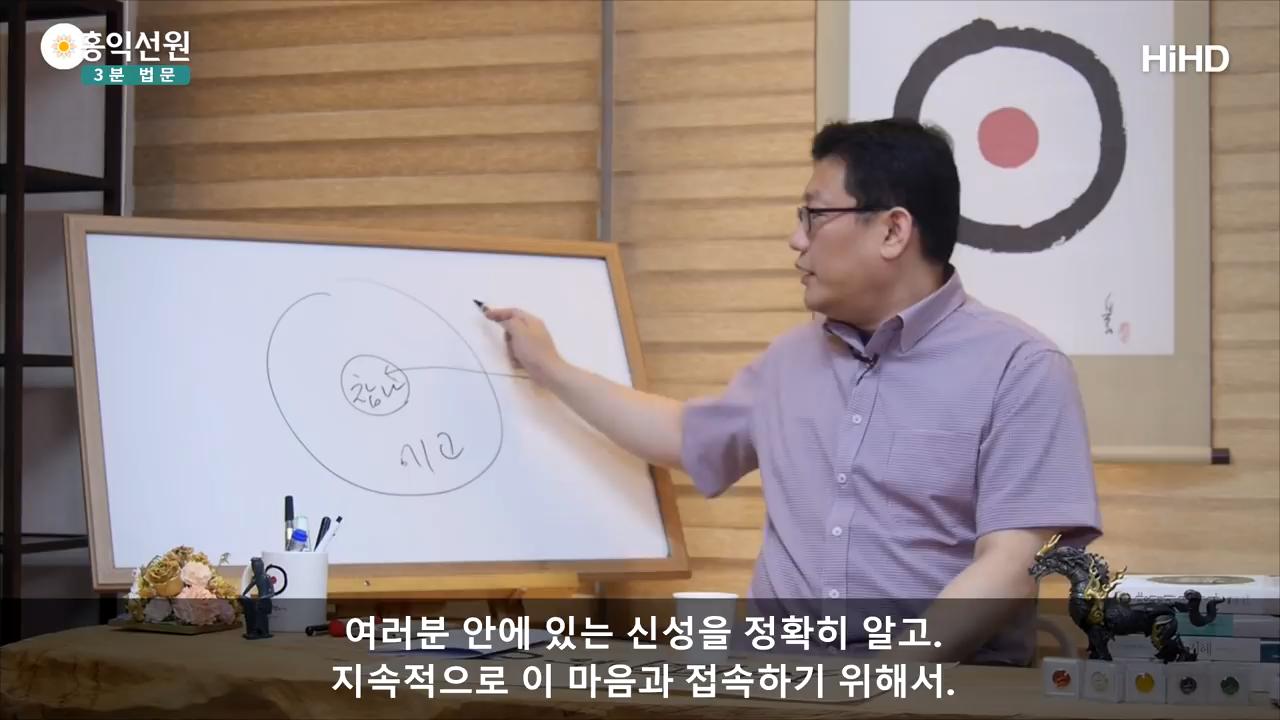 홍익선원
3분 법문
HiHD
참나
에고
여러분 안에 있는 신성을 정확히 알고.
지속적으로 이 마음과 접속하기 위해서.